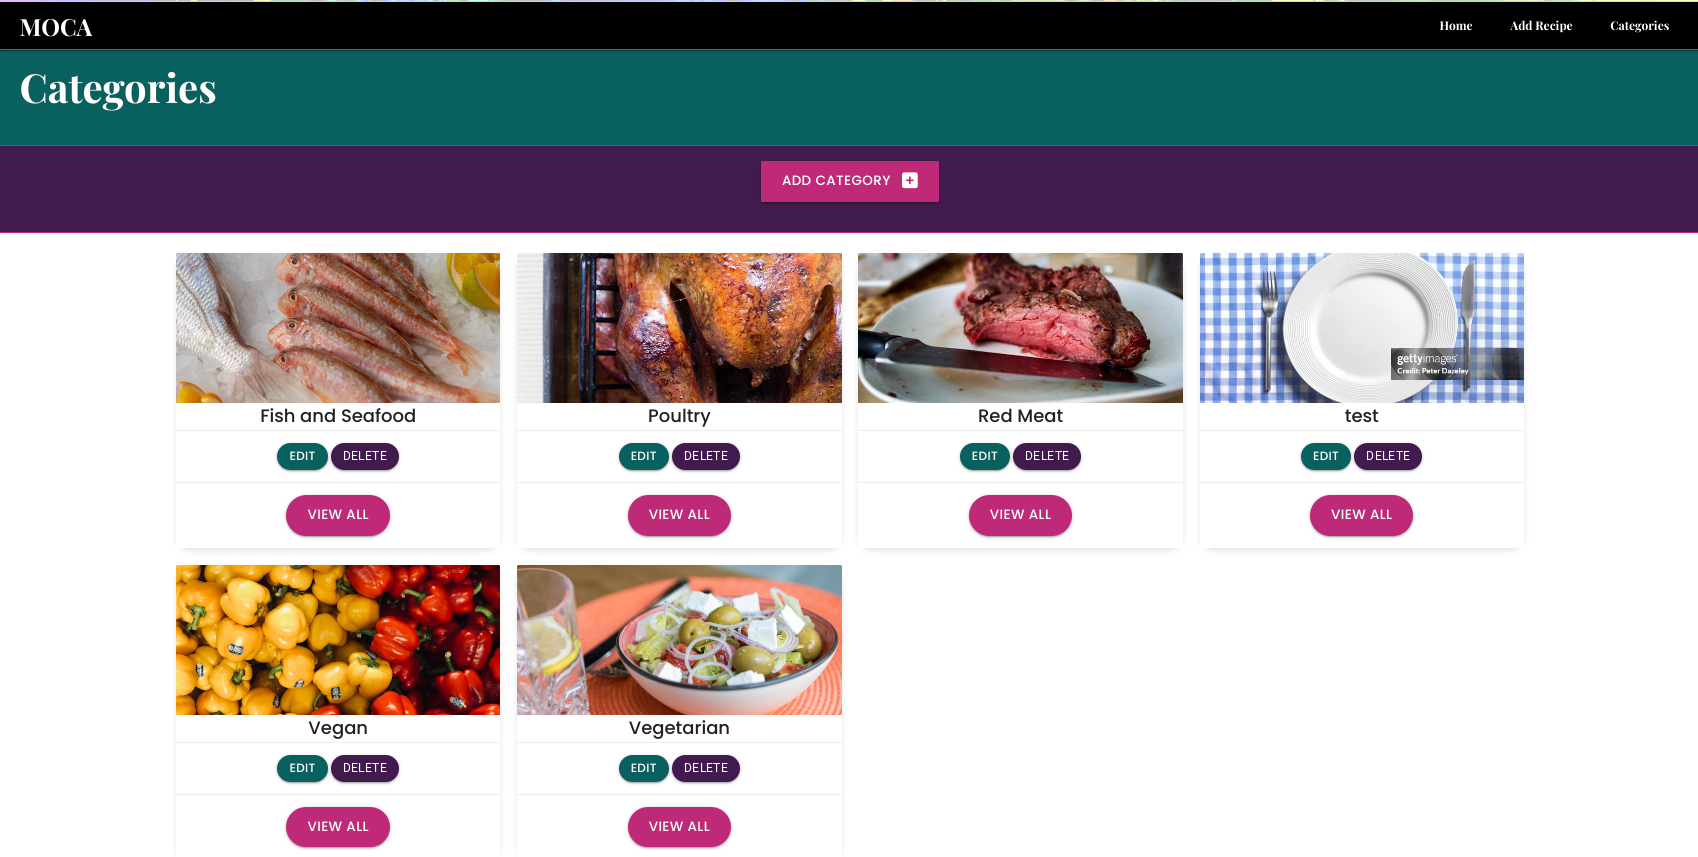 MOCA
Home Add Recipe Categories
Categories
ADD CATEGORY
gettyimages
Credit: Peter Dazeley
Fish and Seafood Poultry Red Meat test
EDIT DELETE EDIT DELETE EDIT DELETE EDIT DELETE
VIEW ALL VIEW ALL VIEW ALL VIEW ALL
Vegan Vegetarian
EDIT DELETE EDIT DELETE
VIEW ALL VIEW ALL